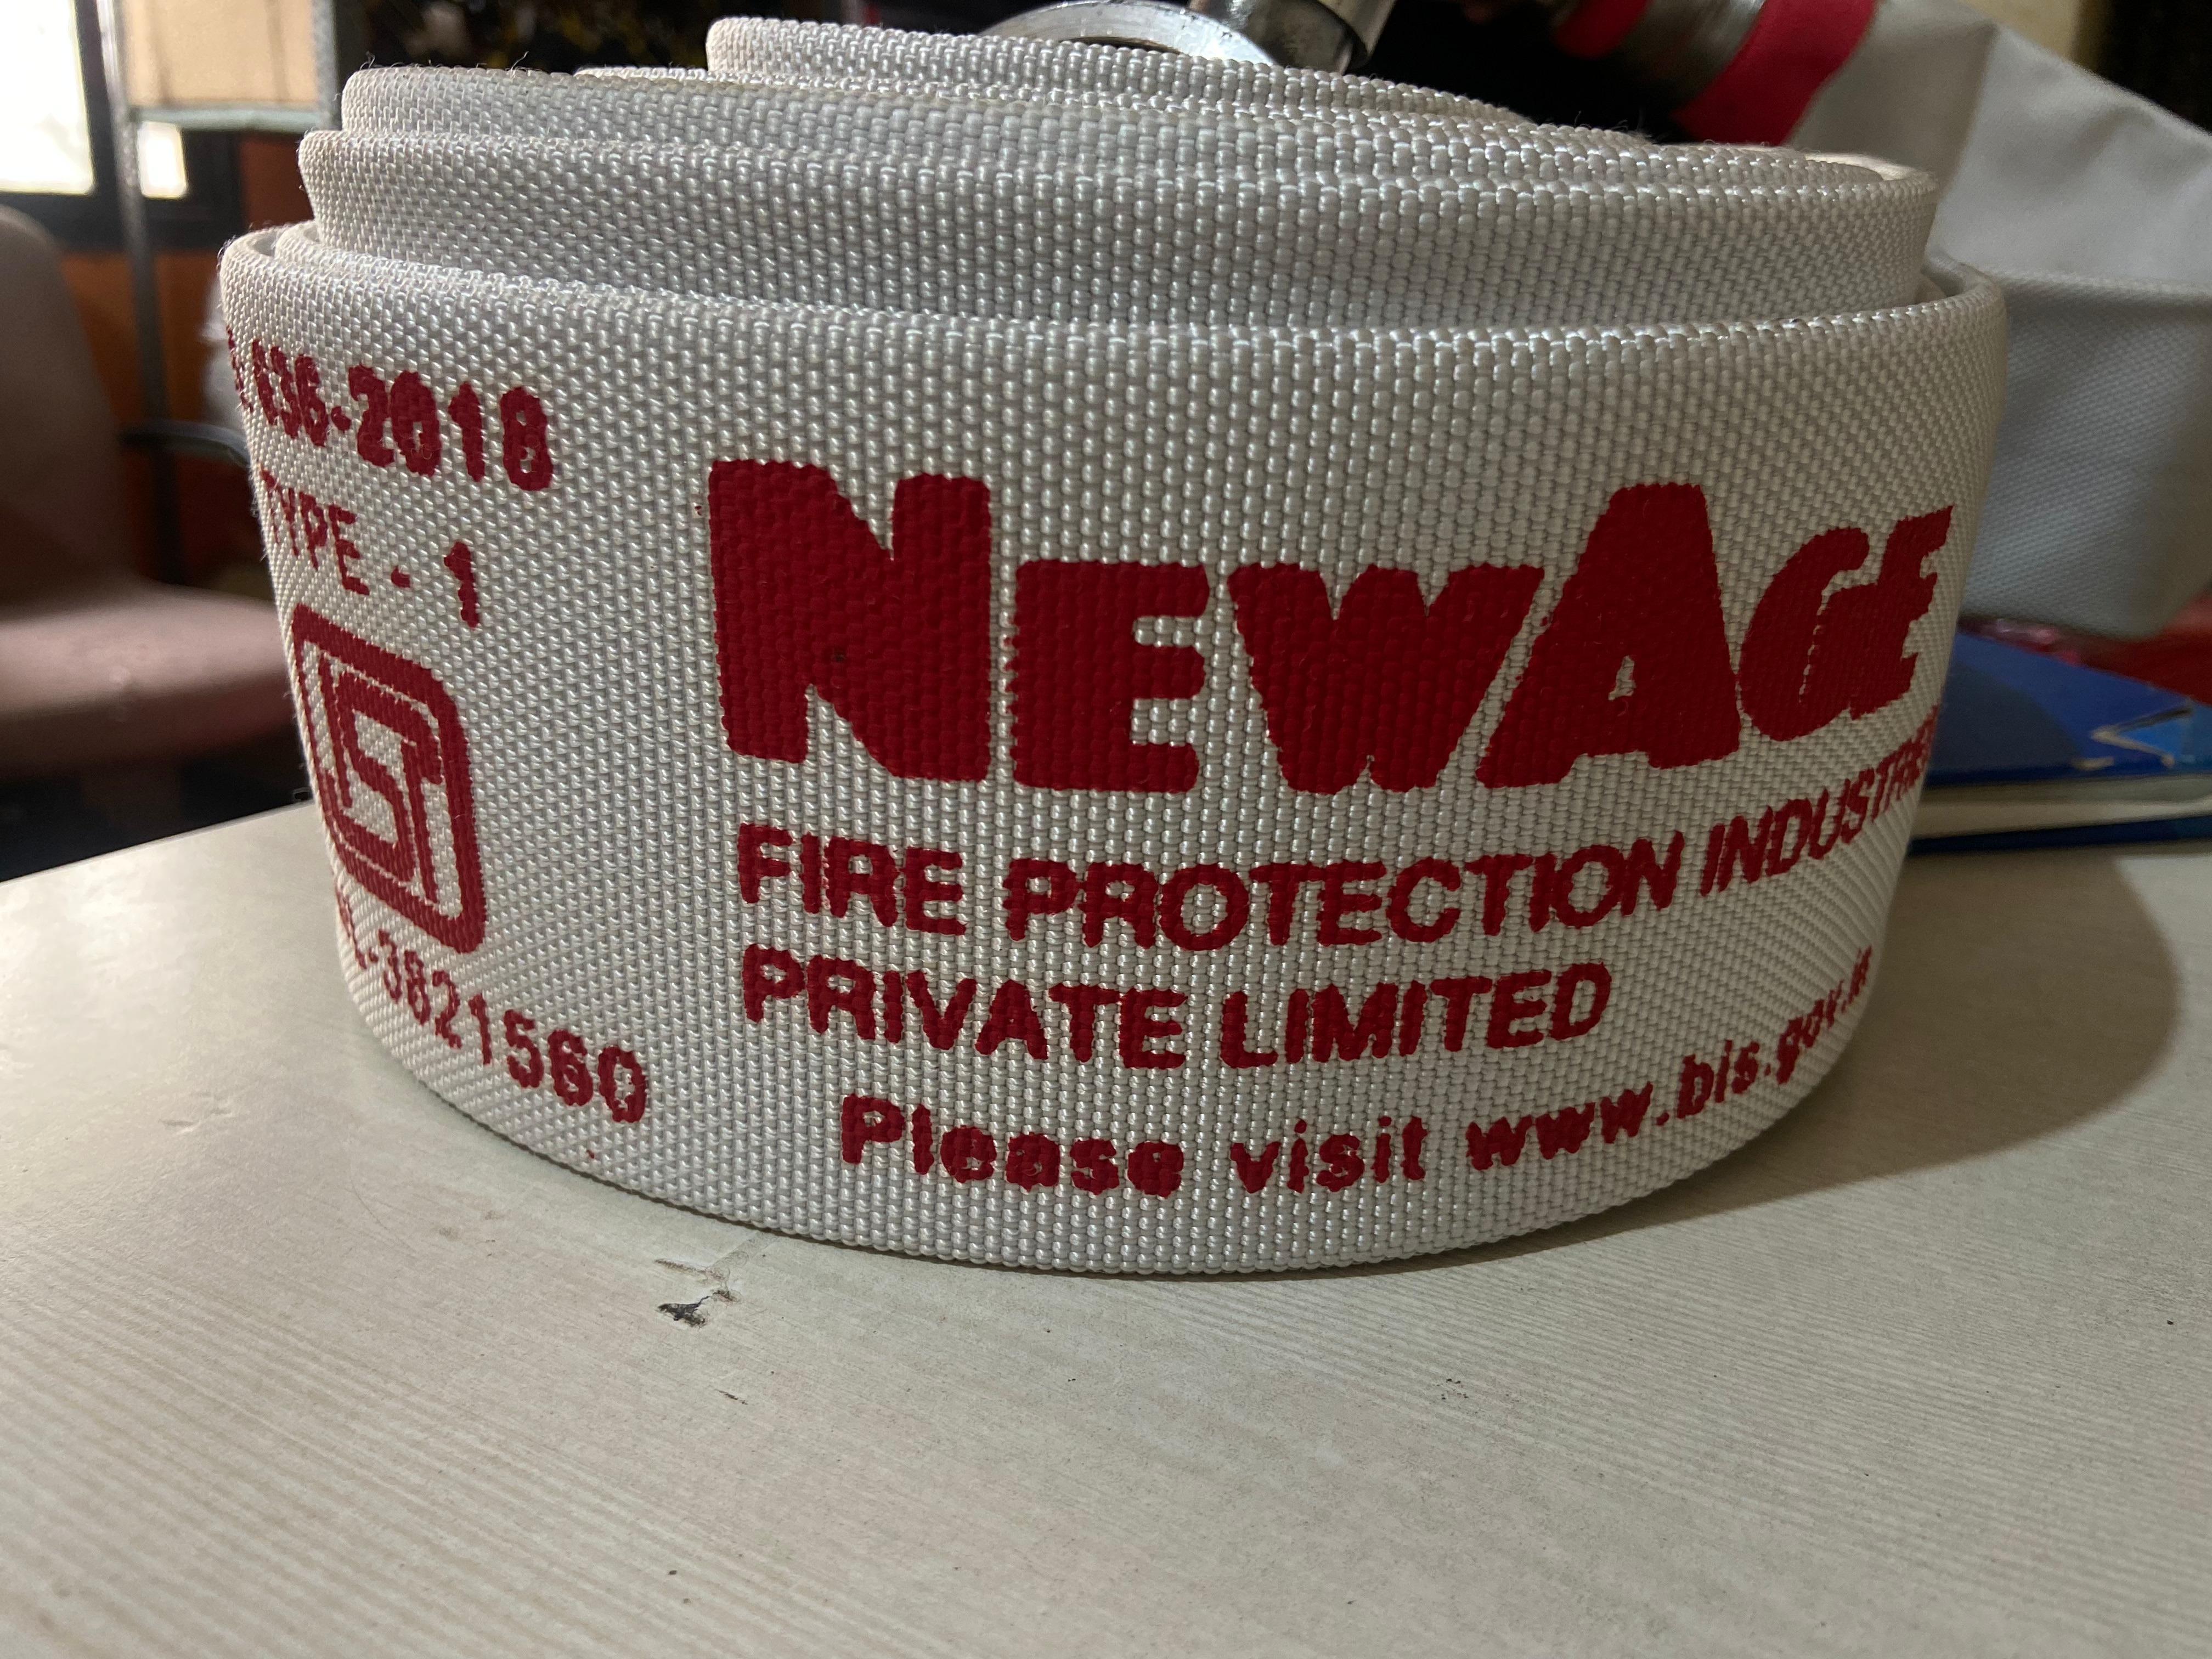 636-2018
TYPE - 1
ISI
L-3821560
NEWAGE
FIRE PROTECTION INDUSTRIES
PRIVATE LIMITED
Please visit www.bis.gov.in